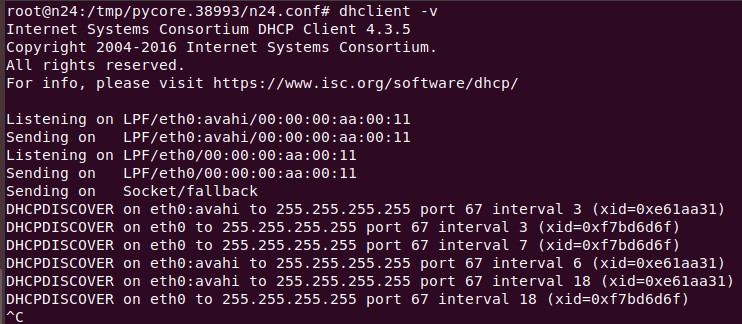 root@n24:/tmp/pycore.38993/n24.conf# dhclient -v
Internet Systems Consortium DHCP Client 4.3.5
Copyright 2004-2016 Internet Systems Consortium.
All rights reserved.
For info, please visit https://www.isc.org/software/dhcp/

Listening on LPF/eth0:avahi/00:00:00:aa:00:11
Sending on   LPF/eth0:avahi/00:00:00:aa:00:11
Listening on LPF/eth0/00:00:00:aa:00:11
Sending on   LPF/eth0/00:00:00:aa:00:11
Sending on   Socket/fallback
DHCPDISCOVER on eth0:avahi to 255.255.255.255 port 67 interval 3 (xid=0xe61aa31)
DHCPDISCOVER on eth0 to 255.255.255.255 port 67 interval 3 (xid=0xf7bd6d6f)
DHCPDISCOVER on eth0 to 255.255.255.255 port 67 interval 7 (xid=0xf7bd6d6f)
DHCPDISCOVER on eth0:avahi to 255.255.255.255 port 67 interval 6 (xid=0xe61aa31)
DHCPDISCOVER on eth0:avahi to 255.255.255.255 port 67 interval 18 (xid=0xe61aa31)
DHCPDISCOVER on eth0 to 255.255.255.255 port 67 interval 18 (xid=0xf7bd6d6f)
^C